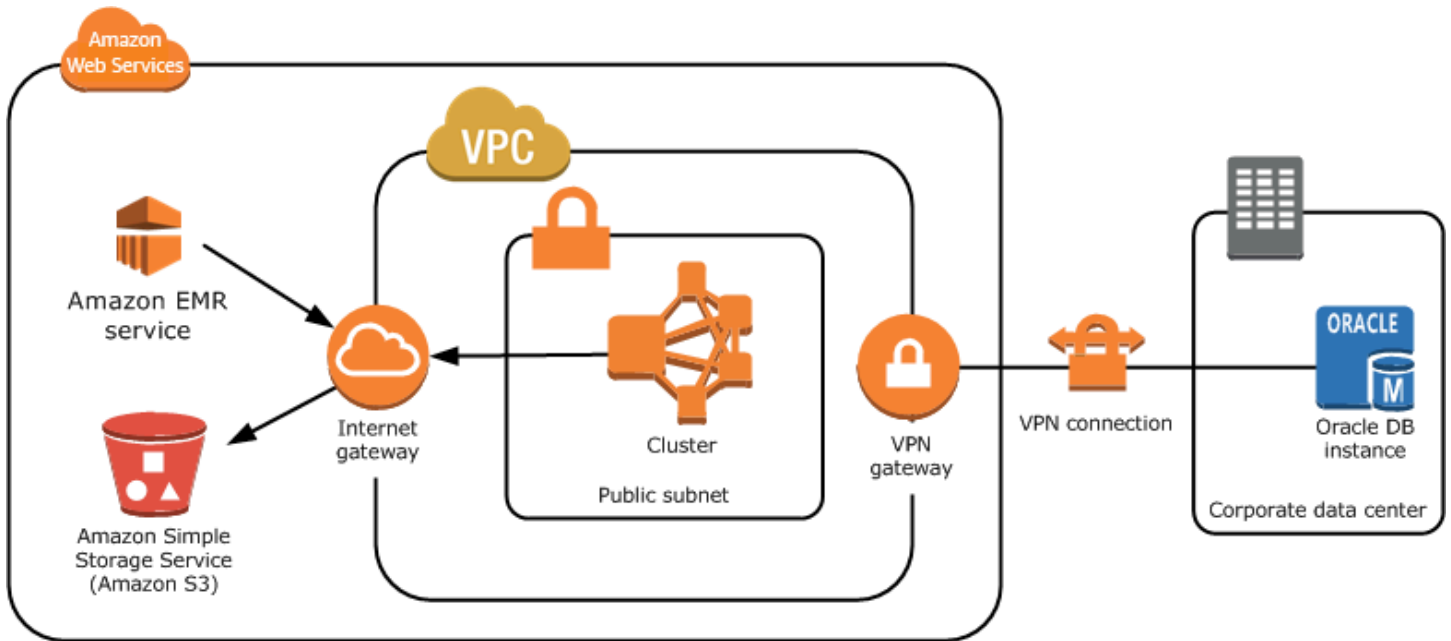 Amazon
Web Services
VPC
Amazon EMR
service
Internet
gateway
Cluster
Public subnet
VPN
gateway
VPN connection
ORACLE
M
Oracle DB
instance
Corporate data center
Amazon Simple
Storage Service
(Amazon S3)